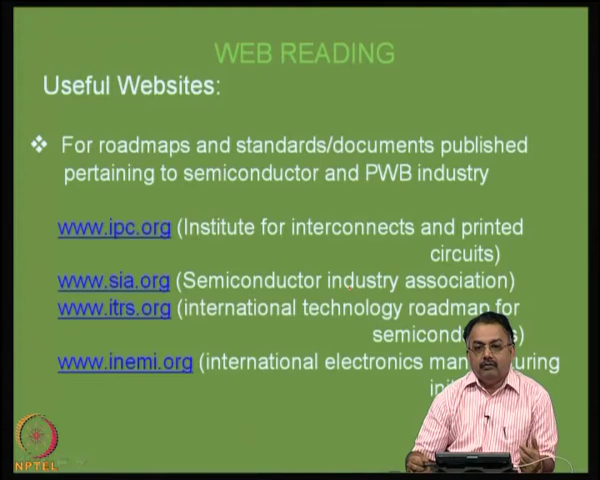 WEB READING
Useful Websites:
❖ For roadmaps and standards/documents published
pertaining to semiconductor and PWB industry
www.ipc.org (Institute for interconnects and printed
circuits)
www.sia.org (Semiconductor industry association)
www.itrs.org (international technology roadmap for
www.inemi.org (international electronics
NPTEL